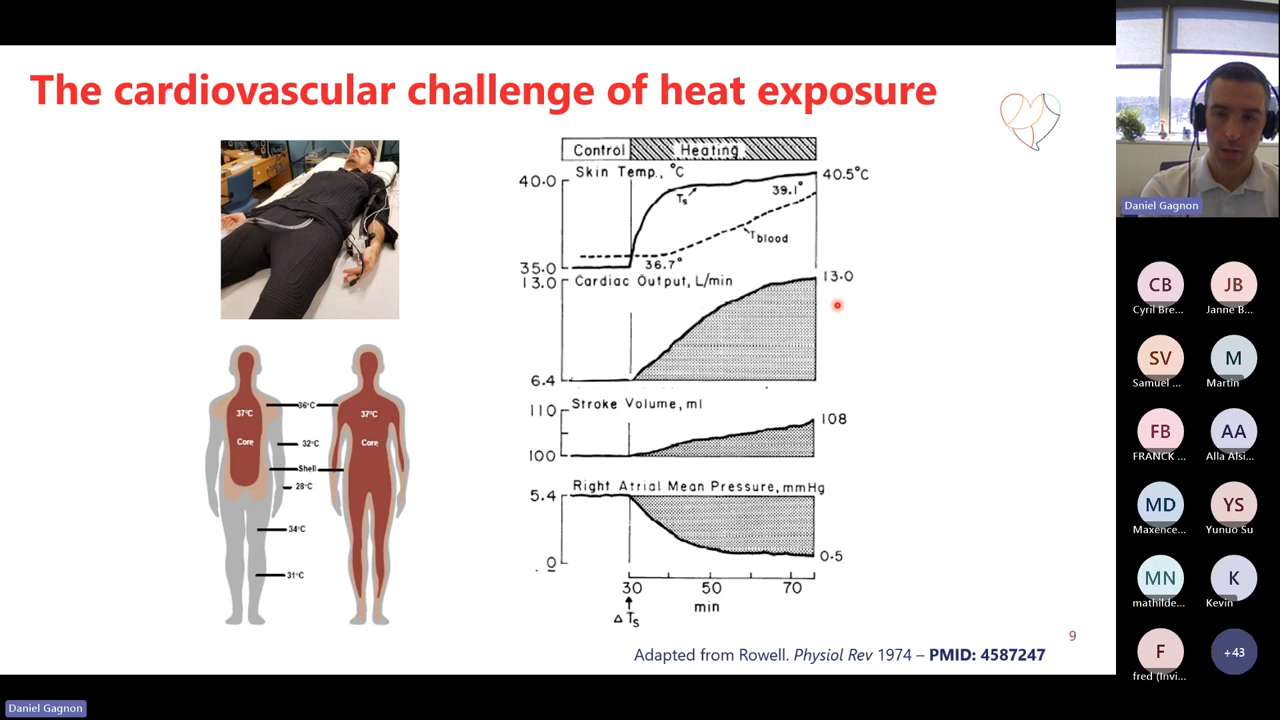 The cardiovascular challenge of heat exposure
Control
Heating
Skin Temp., °C
40.0
40.5°C
39.1°
Ts
Tblood
36.7°
35.0
13.0
Cardiac Output, L/min
13.0
6.4
Stroke Volume, ml
110
108
100
Right Atrial Mean Pressure, mmHg
5.4
0.5
0
30
50
70
min
Δ Ts
37°C
Core
36°C
32°C
Shell
28°C
34°C
31°C
37°C
Core
9
Adapted from Rowell. Physiol Rev 1974 – PMID: 4587247
Daniel Gagnon
CB
JB
Cyril Bre...
Janne B...
SV
M
Samuel ...
Martin
FB
AA
FRANCK ...
Alla Alsi...
MD
YS
Maxence...
Yunuo Su
MN
K
mathilde...
Kevin
F
+43
fred (Invi...
Daniel Gagnon